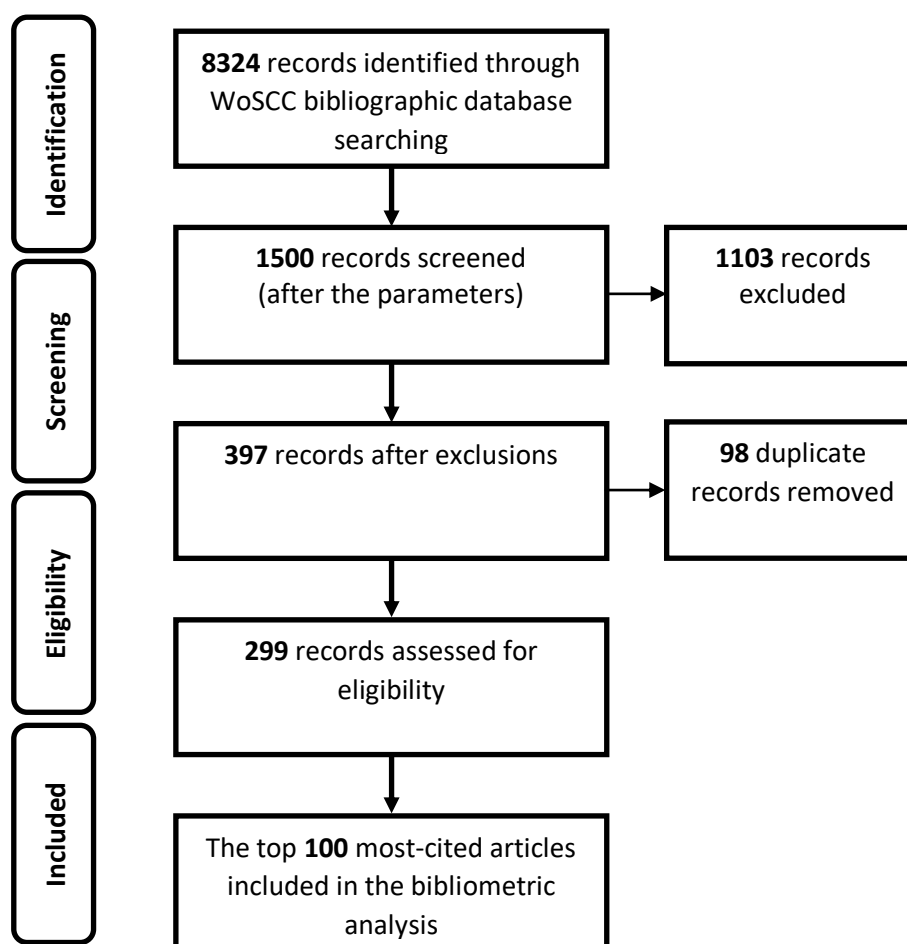 Identification
8324 records identified through
WoSCC bibliographic database
searching
1500 records screened
(after the parameters)
1103 records
excluded
Screening
397 records after exclusions
98 duplicate
records removed
Eligibility
299 records assessed for
eligibility
Included
The top 100 most-cited articles
included in the bibliometric
analysis